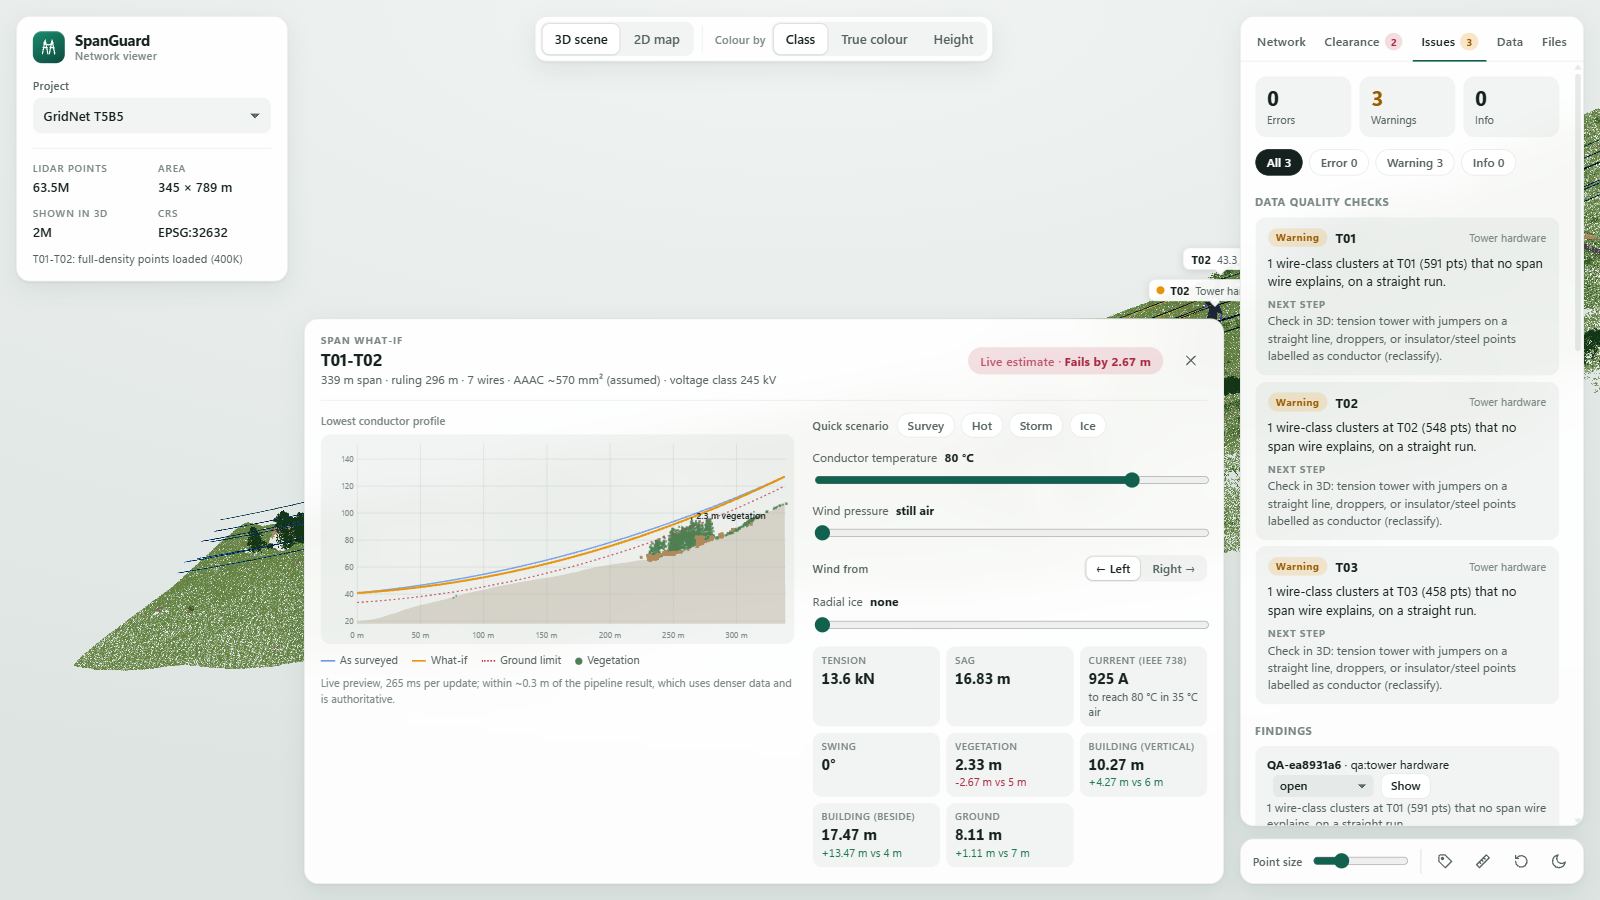 SpanGuard
Network viewer
Project
GridNet T5B5
LIDAR POINTS
63.5M
AREA
345 × 789 m
SHOWN IN 3D
2M
CRS
EPSG:32632
T01-T02: full-density points loaded (400K)
3D scene 2D map Colour by Class True colour Height
T02 43.3
T02 Tower ha
SPAN WHAT-IF
T01-T02
339 m span · ruling 296 m · 7 wires · AAAC ~570 mm² (assumed) · voltage class 245 kV
Live estimate · Fails by 2.67 m
Lowest conductor profile
140
120
100
80
60
40
20
0 m 50 m 100 m 150 m 200 m 250 m 300 m
2.3 m vegetation
As surveyed What-if Ground limit Vegetation
Live preview, 265 ms per update; within ~0.3 m of the pipeline result, which uses denser data and
is authoritative.
Quick scenario Survey Hot Storm Ice
Conductor temperature 80 °C
Wind pressure still air
Wind from ← Left Right →
Radial ice none
TENSION
13.6 kN
SAG
16.83 m
CURRENT (IEEE 738)
925 A
to reach 80 °C in 35 °C
air
SWING
0°
VEGETATION
2.33 m
-2.67 m vs 5 m
BUILDING (VERTICAL)
10.27 m
+4.27 m vs 6 m
BUILDING (BESIDE)
17.47 m
+13.47 m vs 4 m
GROUND
8.11 m
+1.11 m vs 7 m
Network Clearance 2 Issues 3 Data Files
0
Errors
3
Warnings
0
Info
All 3 Error 0 Warning 3 Info 0
DATA QUALITY CHECKS
Warning T01 Tower hardware
1 wire-class clusters at T01 (591 pts) that no span
wire explains, on a straight run.
NEXT STEP
Check in 3D: tension tower with jumpers on a
straight line, droppers, or insulator/steel points
labelled as conductor (reclassify).
Warning T02 Tower hardware
1 wire-class clusters at T02 (548 pts) that no
span wire explains, on a straight run.
NEXT STEP
Check in 3D: tension tower with jumpers on a
straight line, droppers, or insulator/steel points
labelled as conductor (reclassify).
Warning T03 Tower hardware
1 wire-class clusters at T03 (458 pts) that no
span wire explains, on a straight run.
NEXT STEP
Check in 3D: tension tower with jumpers on a
straight line, droppers, or insulator/steel points
labelled as conductor (reclassify).
FINDINGS
QA-ea8931a6 · qa:tower hardware
open Show
1 wire-class clusters at T01 (591 pts) that no span wire
explains, on a straight run.
Point size